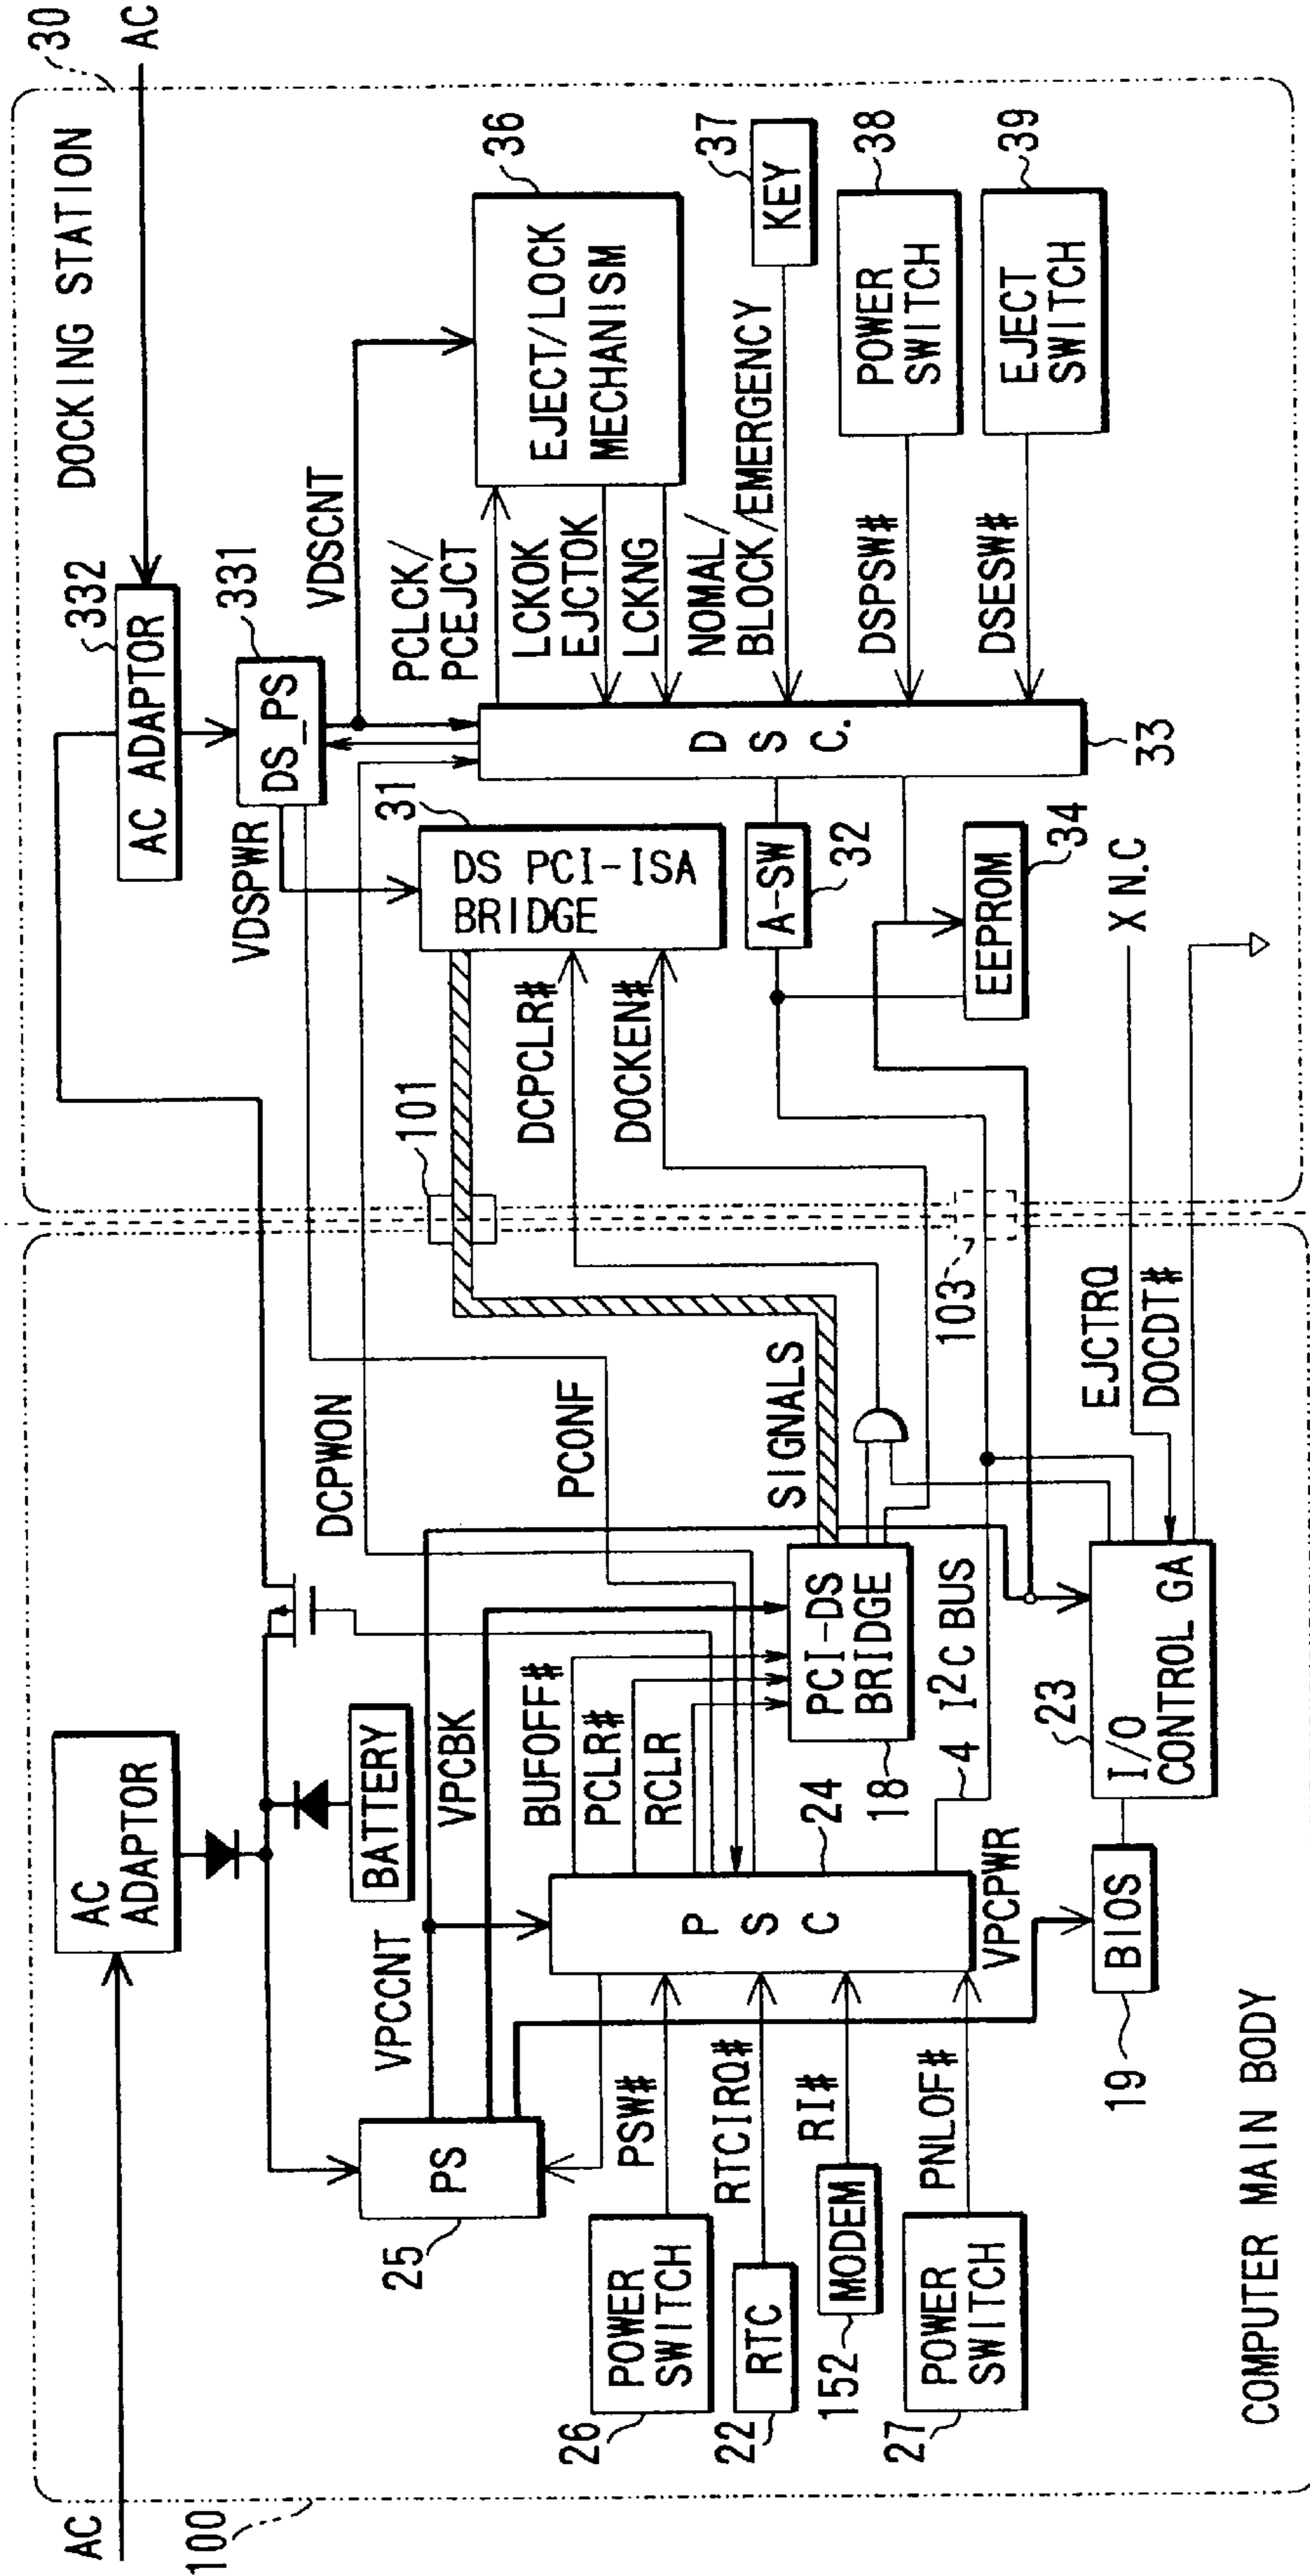 AC
100
AC
ADAPTOR
BATTERY
PS
25
VPCCNT
VPCBK
DCPWON
PCONF
BUFOFF#
PCLR#
RCLR
POWER
SWITCH
26
PSW#
RTC
22
RTCIRQ#
MODEM
152
RI#
POWER
SWITCH
27
PNLOF#
P
S
C
24
VPCPWR
PCI-DS
BRIDGE
18
SIGNALS
4
I²C BUS
BIOS
19
I/O
CONTROL GA
23
EJCTRQ
DOCDT#
COMPUTER MAIN BODY
101
103
DOCKING STATION
30
AC
AC ADAPTOR
332
DS_PS
331
VDSPWR
VDSCNT
DS PCI-ISA
BRIDGE
31
DCPCLR#
DOCKEN#
A-SW
32
EEPROM
34
X N.C
D
S
C.
33
PCLCK/
PCEJCT
LCKOK
EJCTOK
LCKNG
NOMAL/
BLOCK/EMERGENCY
DSPSW#
DSESW#
EJECT/LOCK
MECHANISM
36
KEY
37
POWER
SWITCH
38
EJECT
SWITCH
39